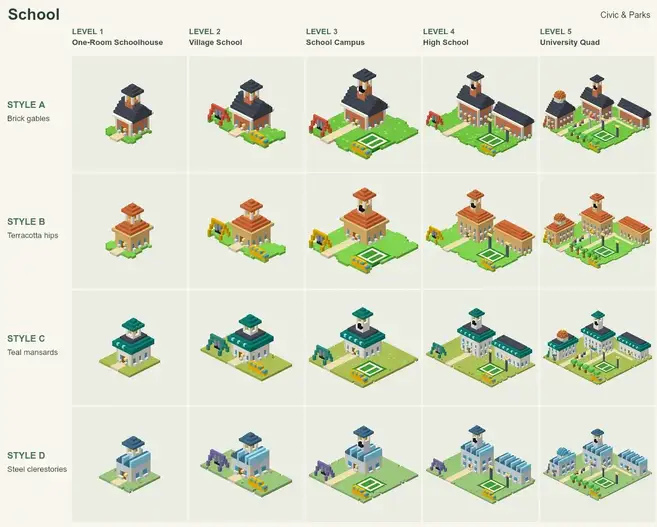 School
Civic & Parks
LEVEL 1
One-Room Schoolhouse
LEVEL 2
Village School
LEVEL 3
School Campus
LEVEL 4
High School
LEVEL 5
University Quad
STYLE A
Brick gables
STYLE B
Terracotta hips
STYLE C
Teal mansards
STYLE D
Steel clerestories